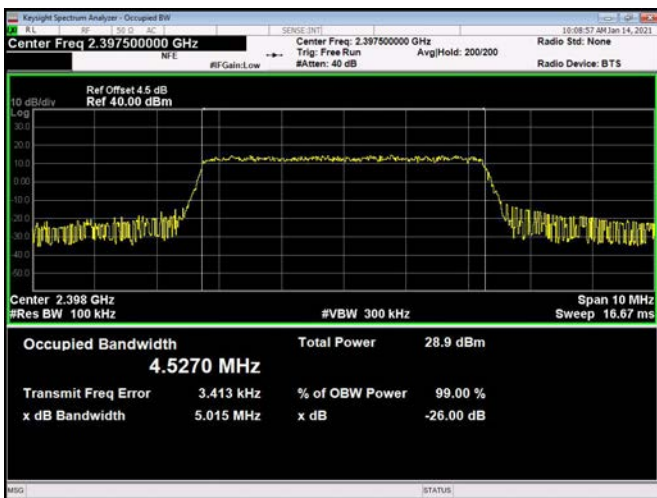 Keysight Spectrum Analyzer - Occupied BW
RL RF 50 Ω AC SENSE:INT 10:08:57 AM Jan 14, 2021
Center Freq 2.397500000 GHz Center Freq: 2.397500000 GHz Radio Std: None
NFE Trig: Free Run Avg|Hold: 200/200
#IFGain:Low #Atten: 40 dB Radio Device: BTS
Ref Offset 4.5 dB
10 dB/div Ref 40.00 dBm
Log
30.0
20.0
10.0
0.00
-10.0
-20.0
-30.0
-40.0
-50.0
Center 2.398 GHz Span 10 MHz
#Res BW 100 kHz #VBW 300 kHz Sweep 16.67 ms
Occupied Bandwidth Total Power 28.9 dBm
4.5270 MHz
Transmit Freq Error 3.413 kHz % of OBW Power 99.00 %
x dB Bandwidth 5.015 MHz x dB -26.00 dB
MSG STATUS